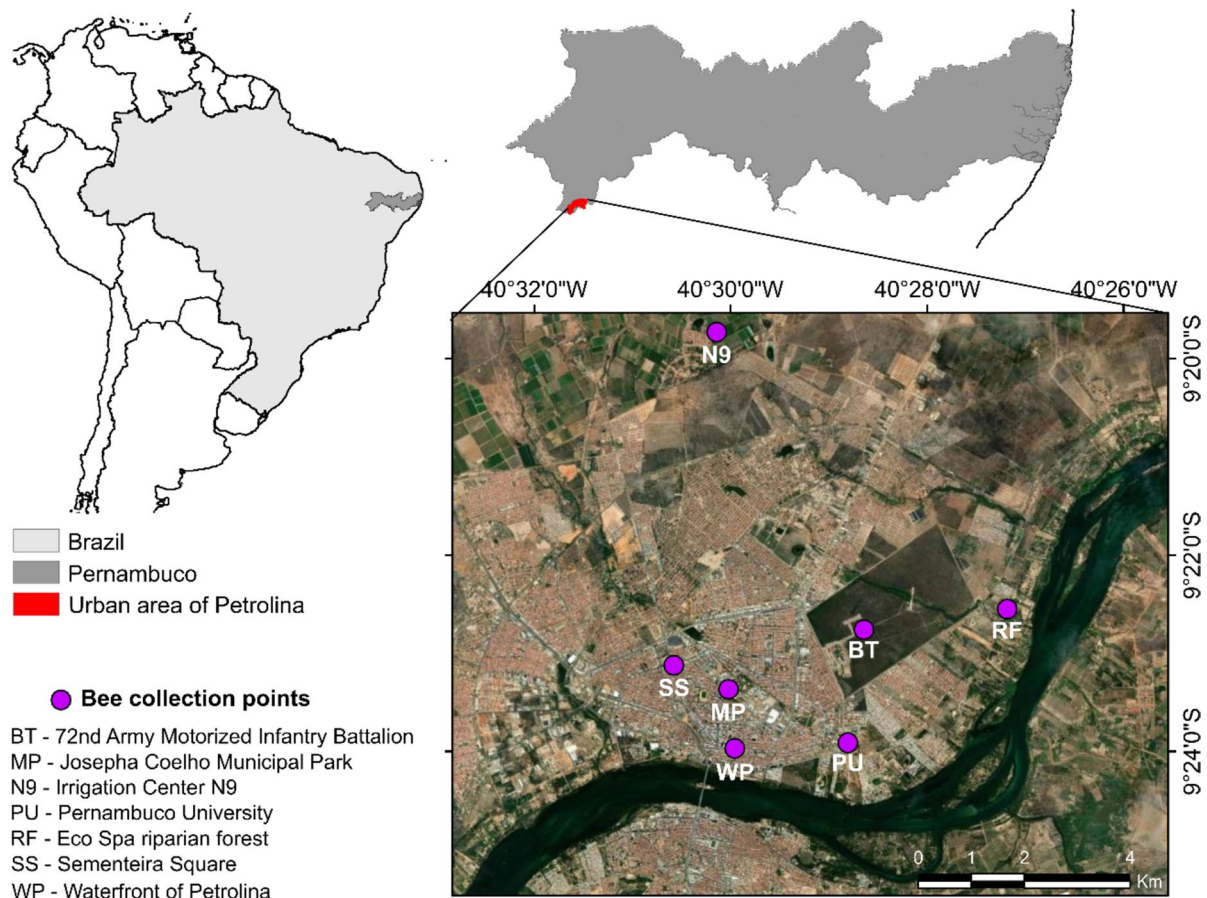 40°32'0"W 40°30'0"W 40°28'0"W 40°26'0"W
9°20'0"S
9°22'0"S
9°24'0"S
N9
RF
BT
SS
MP
WP
PU
0 1 2 4
Km
Brazil
Pernambuco
Urban area of Petrolina
Bee collection points
BT - 72nd Army Motorized Infantry Battalion
MP - Josepha Coelho Municipal Park
N9 - Irrigation Center N9
PU - Pernambuco University
RF - Eco Spa riparian forest
SS - Sementeira Square
WP - Waterfront of Petrolina